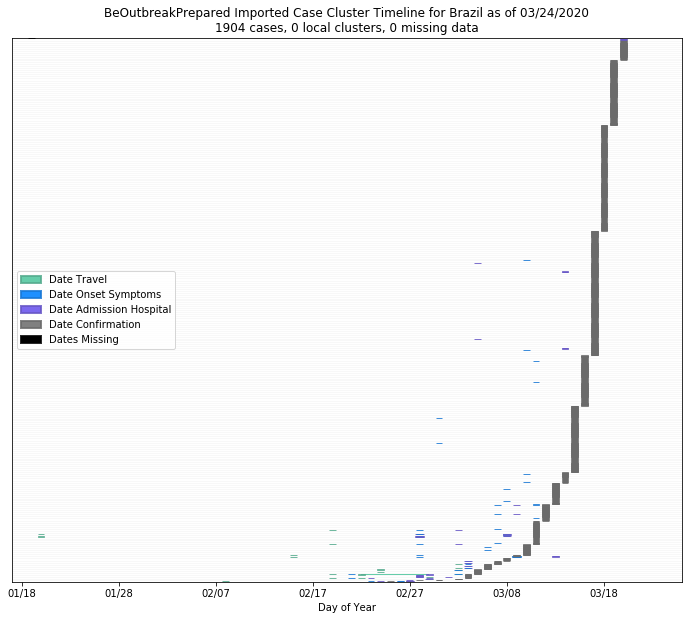 BeOutbreakPrepared Imported Case Cluster Timeline for Brazil as of 03/24/2020
1904 cases, 0 local clusters, 0 missing data
Date Travel
Date Onset Symptoms
Date Admission Hospital
Date Confirmation
Dates Missing
01/18 01/28 02/07 02/17 02/27 03/08 03/18
Day of Year